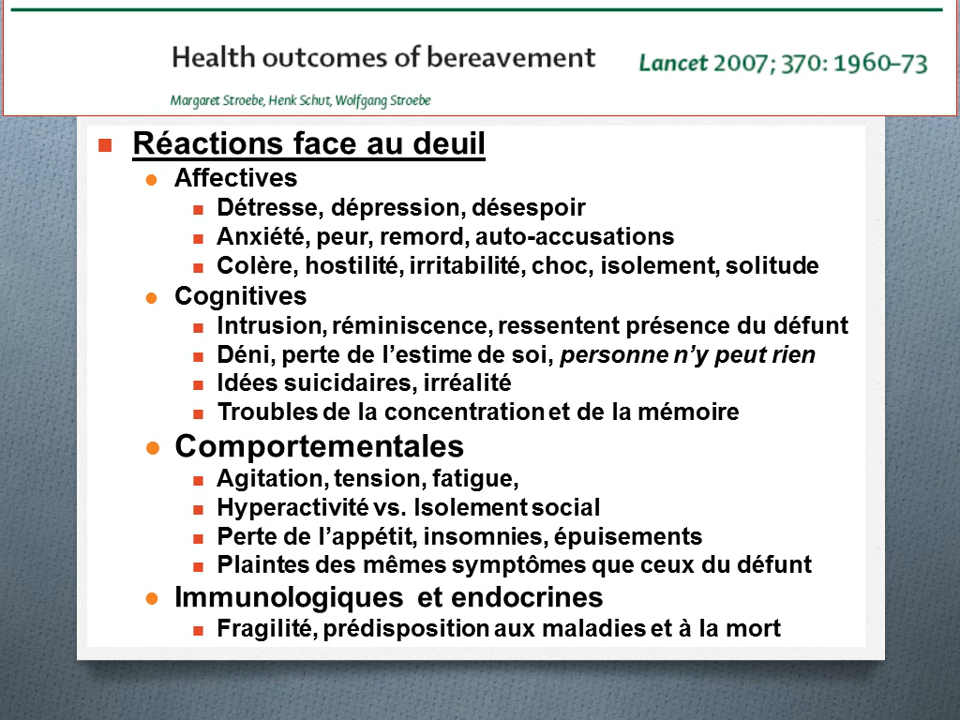 Health outcomes of bereavement
Lancet 2007; 370: 1960–73
Margaret Stroebe, Henk Schut, Wolfgang Stroebe
Réactions face au deuil
Affectives
Détresse, dépression, désespoir
Anxiété, peur, remord, auto-accusations
Colère, hostilité, irritabilité, choc, isolement, solitude
Cognitives
Intrusion, réminiscence, ressentent présence du défunt
Déni, perte de l’estime de soi, personne n’y peut rien
Idées suicidaires, irréalité
Troubles de la concentration et de la mémoire
Comportementales
Agitation, tension, fatigue,
Hyperactivité vs. Isolement social
Perte de l’appétit, insomnies, épuisements
Plaintes des mêmes symptômes que ceux du défunt
Immunologiques et endocrines
Fragilité, prédisposition aux maladies et à la mort